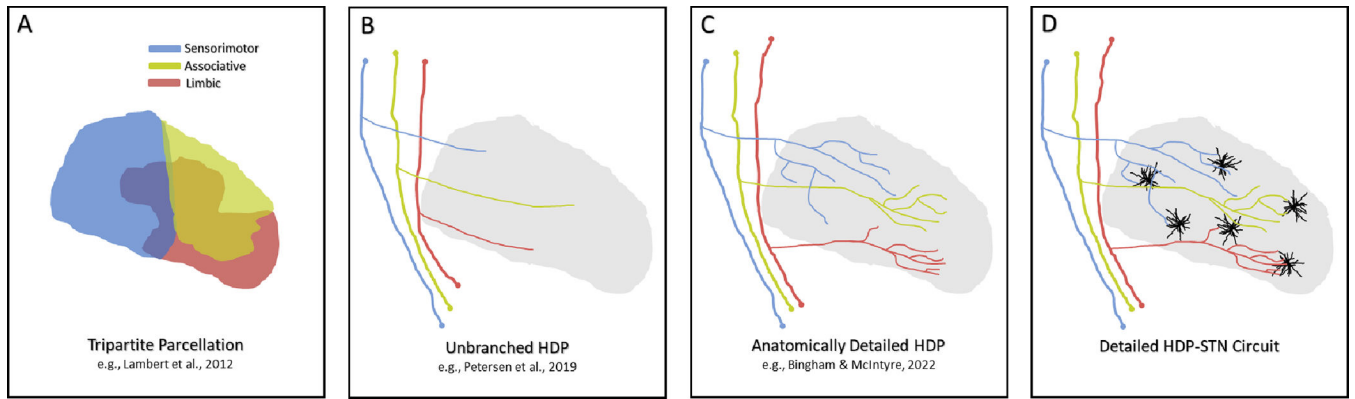 A
Sensorimotor
Associative
Limbic
Tripartite Parcellation
e.g., Lambert et al., 2012
B
Unbranched HDP
e.g., Petersen et al., 2019
C
Anatomically Detailed HDP
e.g., Bingham & McIntyre, 2022
D
Detailed HDP-STN Circuit